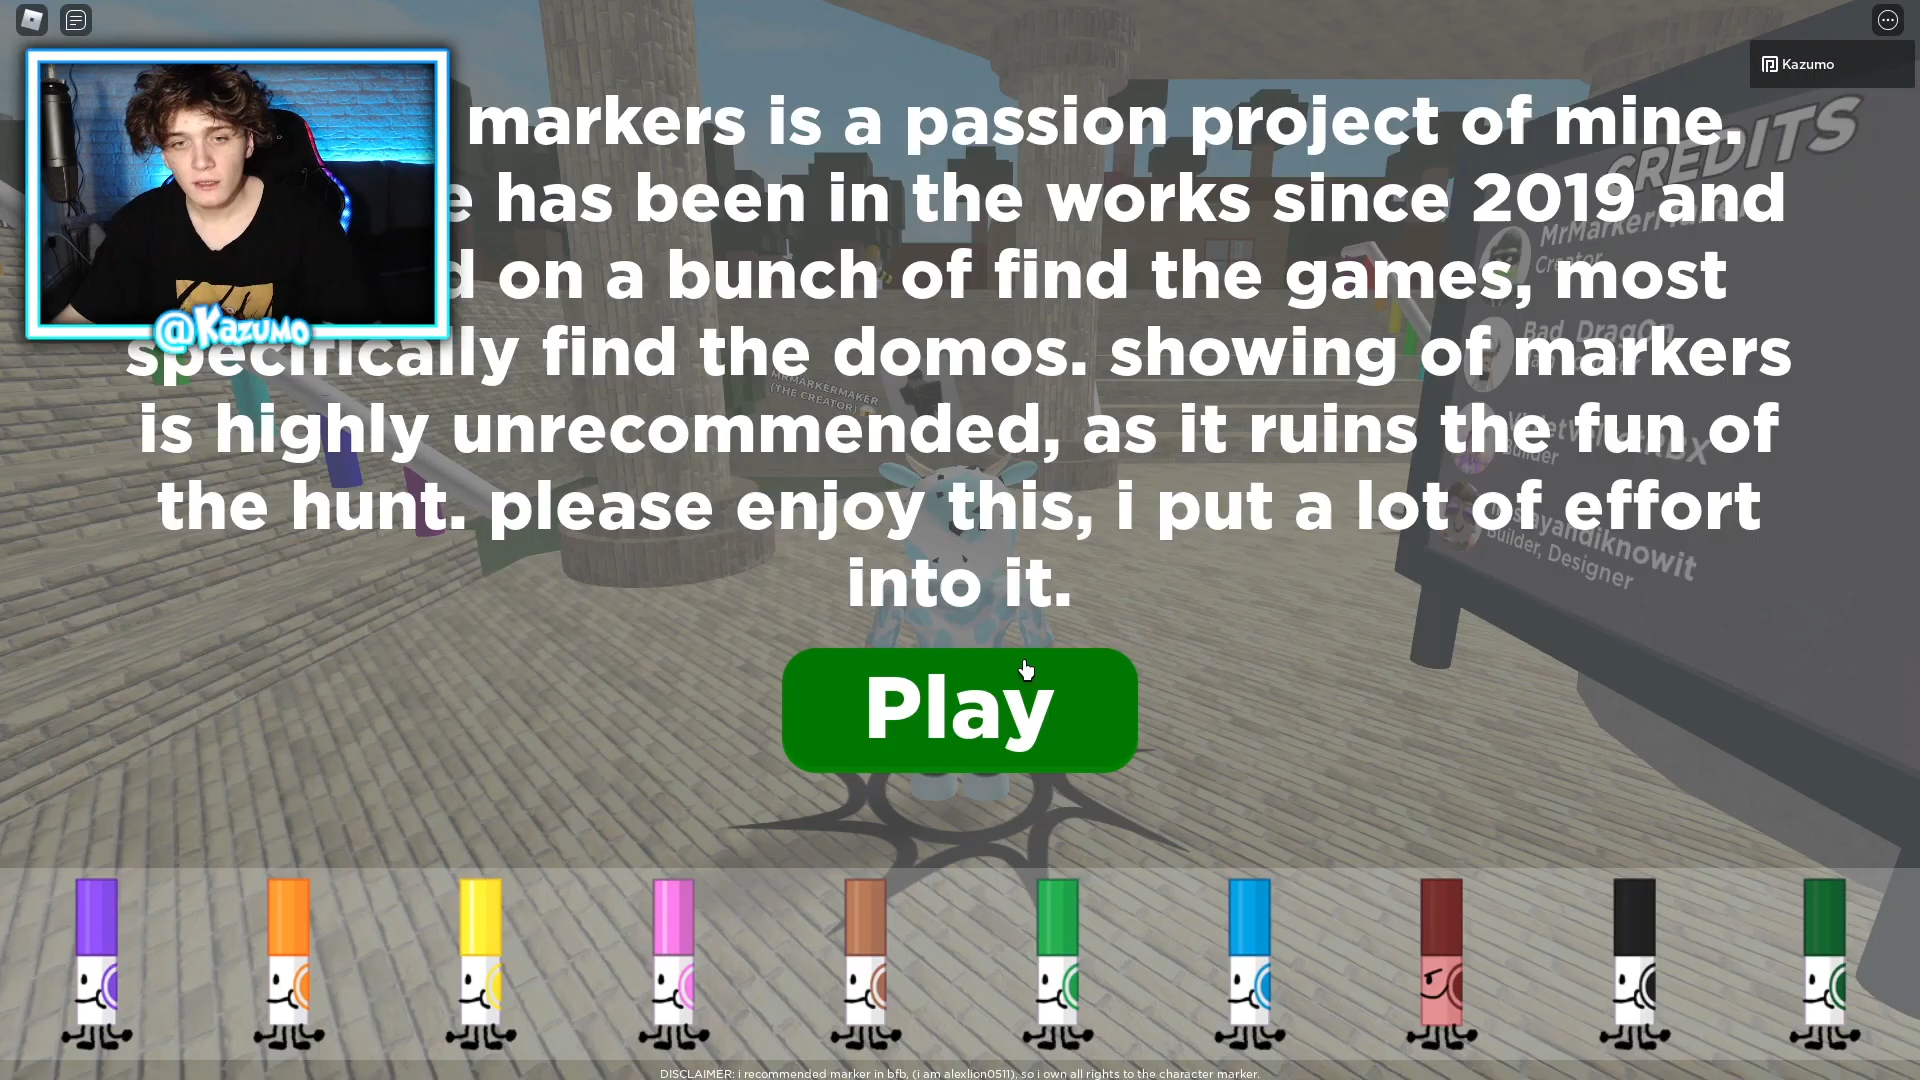 Kazumo
markers is a passion project of mine.
has been in the works since 2019 and
on a bunch of find the games, most
specifically find the domos. showing of markers
is highly unrecommended, as it ruins the fun of
the hunt. please enjoy this, i put a lot of effort
into it.
Play
@Kazumo
CREDITS
MrMarkerMaker
Creator
Bad_Drag0n
Builder
Builder, Designer
MRMARKERMAKER
(THE CREATOR)
DISCLAIMER: i recommended marker in bfb, (i am alexlion0511), so i own all rights to the character marker.